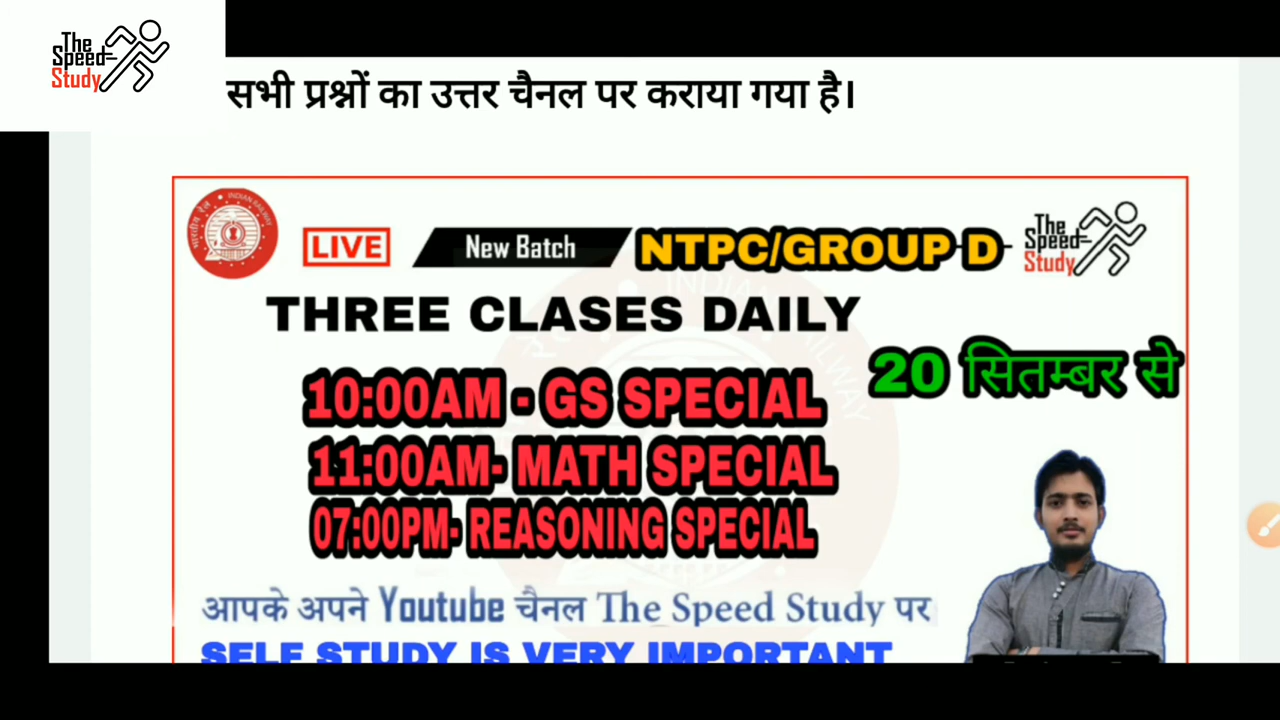 The
Speed
Study
सभी प्रश्नों का उत्तर चैनल पर कराया गया है।
LIVE
New Batch
NTPC/GROUP D
The
Speed
Study
THREE CLASES DAILY
20 सितम्बर से
10:00AM - GS SPECIAL
11:00AM- MATH SPECIAL
07:00PM- REASONING SPECIAL
आपके अपने Youtube चैनल The Speed Study पर
SELF STUDY IS VERY IMPORTANT